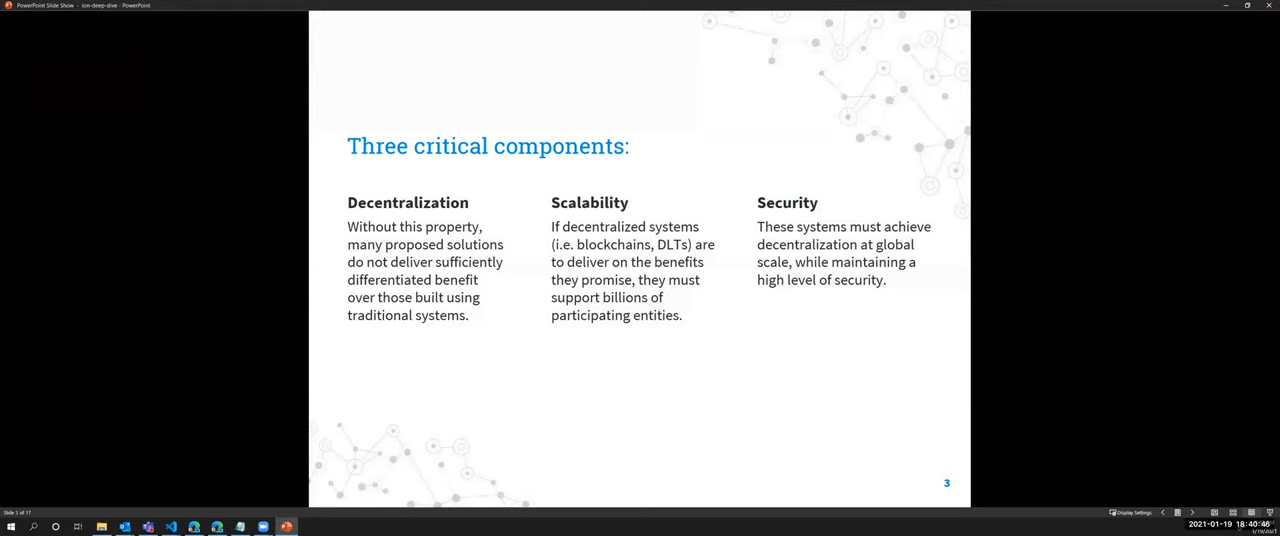 PowerPoint Slide Show - ion-deep-dive - PowerPoint
Three critical components:
Decentralization
Without this property,
many proposed solutions
do not deliver sufficiently
differentiated benefit
over those built using
traditional systems.
Scalability
If decentralized systems
(i.e. blockchains, DLTs) are
to deliver on the benefits
they promise, they must
support billions of
participating entities.
Security
These systems must achieve
decentralization at global
scale, while maintaining a
high level of security.
3
Slide 3 of 17
Display Settings
2021-01-19 18:40:46
1/19/2021